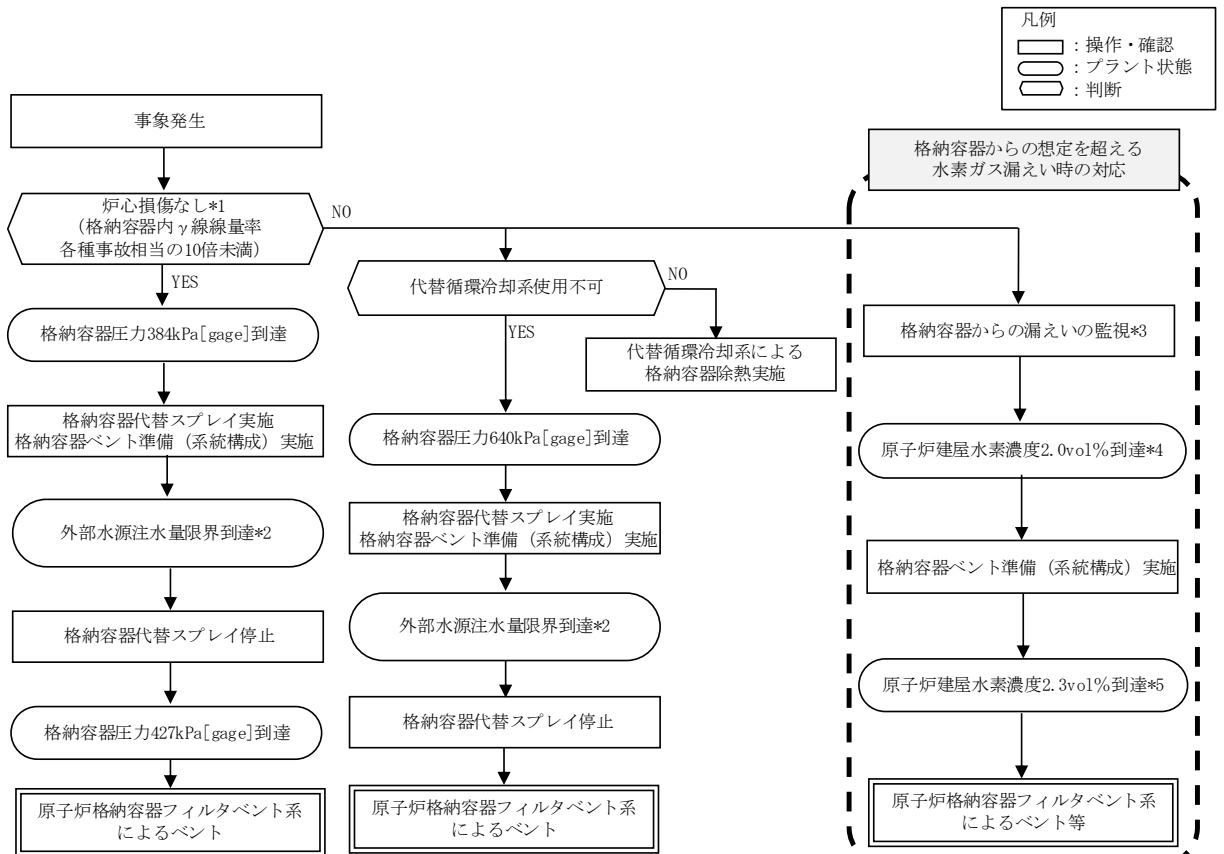 凡例
：操作・確認
：プラント状態
：判断
事象発生
炉心損傷なし*1
（格納容器内γ線線量率
各種事故相当の10倍未満）
NO
YES
格納容器圧力384kPa[gage]到達
格納容器代替スプレイ実施
格納容器ベント準備（系統構成）実施
外部水源注水量限界到達*2
格納容器代替スプレイ停止
格納容器圧力427kPa[gage]到達
原子炉格納容器フィルタベント系
によるベント
代替循環冷却系使用不可
NO
YES
代替循環冷却系による
格納容器除熱実施
格納容器圧力640kPa[gage]到達
格納容器代替スプレイ実施
格納容器ベント準備（系統構成）実施
外部水源注水量限界到達*2
格納容器代替スプレイ停止
原子炉格納容器フィルタベント系
によるベント
格納容器からの想定を超える
水素ガス漏えい時の対応
格納容器からの漏えいの監視*3
原子炉建屋水素濃度2.0vol％到達*4
格納容器ベント準備（系統構成）実施
原子炉建屋水素濃度2.3vol％到達*5
原子炉格納容器フィルタベント系
によるベント等